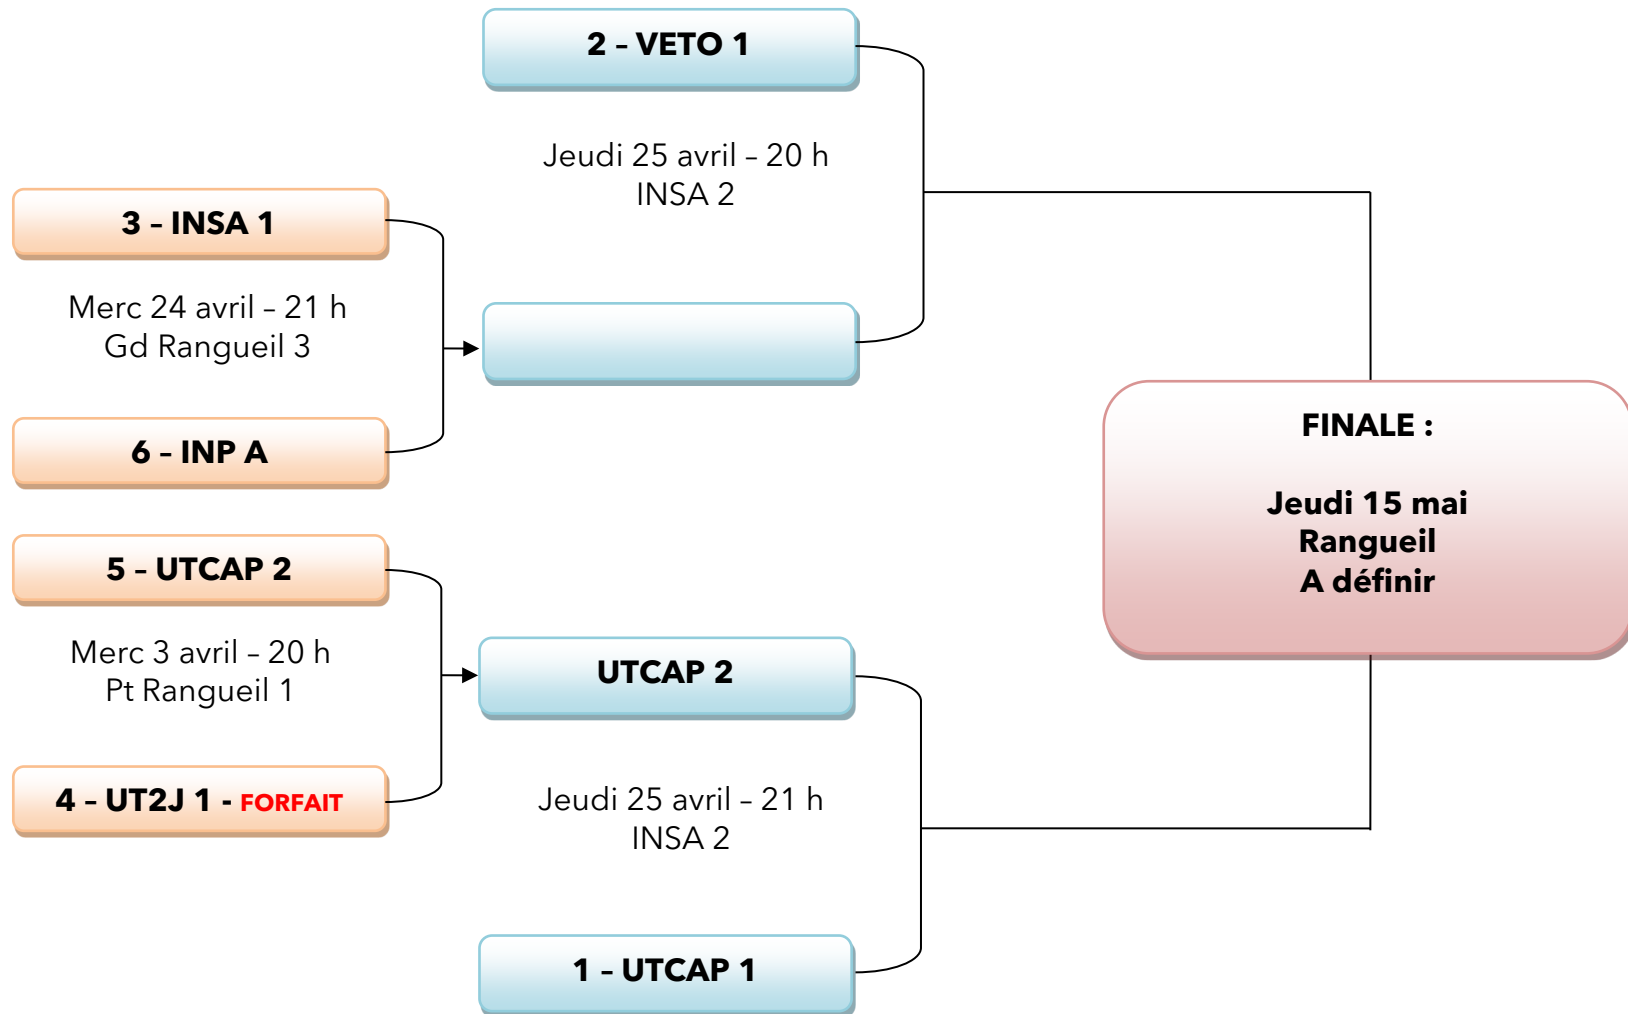 2 – VETO 1
Jeudi 25 avril – 20 h
INSA 2
3 – INSA 1
Merc 24 avril – 21 h
Gd Rangueil 3
6 – INP A
5 – UTCAP 2
Merc 3 avril – 20 h
Pt Rangueil 1
4 – UT2J 1 - FORFAIT
UTCAP 2
Jeudi 25 avril – 21 h
INSA 2
1 – UTCAP 1
FINALE :
Jeudi 15 mai
Rangueil
A définir